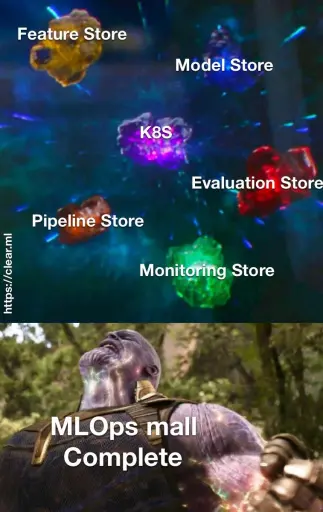 Feature Store
Model Store
K8S
Evaluation Store
Pipeline Store
Monitoring Store
https://clear.ml
MLOps mall
Complete